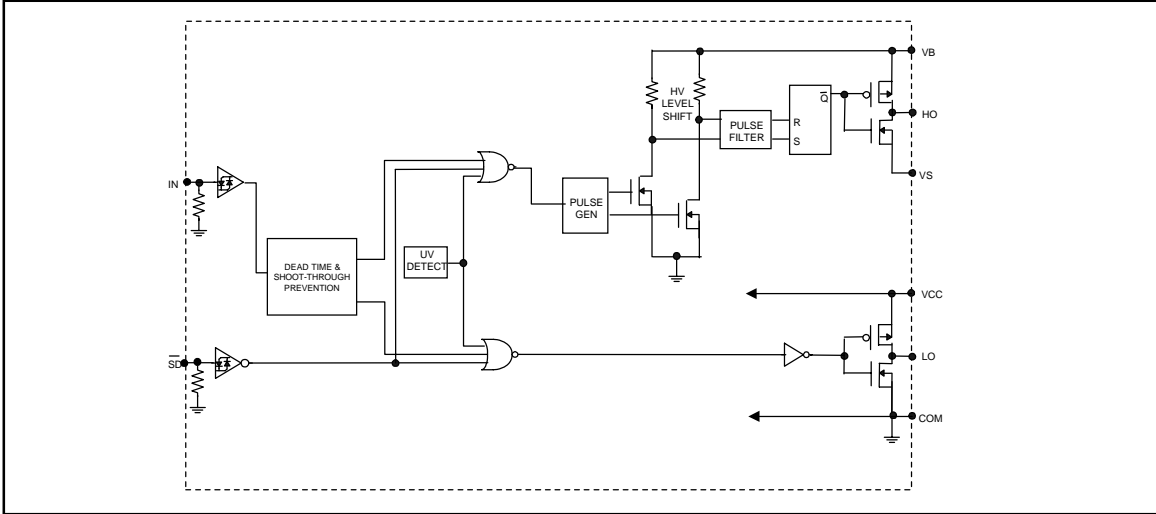 VB
HV
LEVEL
SHIFT
Q̅
HO
PULSE
FILTER
R
S
VS
IN
PULSE
GEN
UV
DETECT
DEAD TIME &
SHOOT-THROUGH
PREVENTION
VCC
S̅D̅
LO
COM